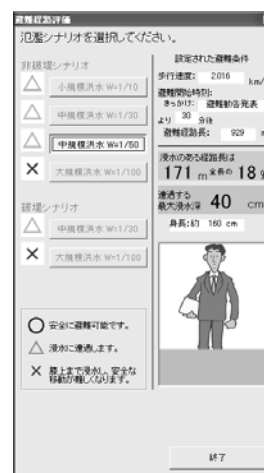 避難経路評価
氾濫シナリオを選択してください。
非破堤シナリオ
△ 小規模洪水 W=1/10
△ 中規模洪水 W=1/30
△ 中規模洪水 W=1/50
× 大規模洪水 W=1/100
破堤シナリオ
△ 中規模洪水 W=1/30
× 大規模洪水 W=1/100
○ 安全に避難可能です。
△ 浸水に遭遇します。
× 膝上まで浸水し、安全な
移動が難しくなります。
設定された避難条件
歩行速度: 2.016 km/
避難開始時刻:
きっかけ: 避難勧告発表
より 30 分後
避難経路長: 929 m
浸水のある経路長は
171 m 全長の 18 %
遭遇する
最大浸水深 40 cm
身長:約 160 cm
終了